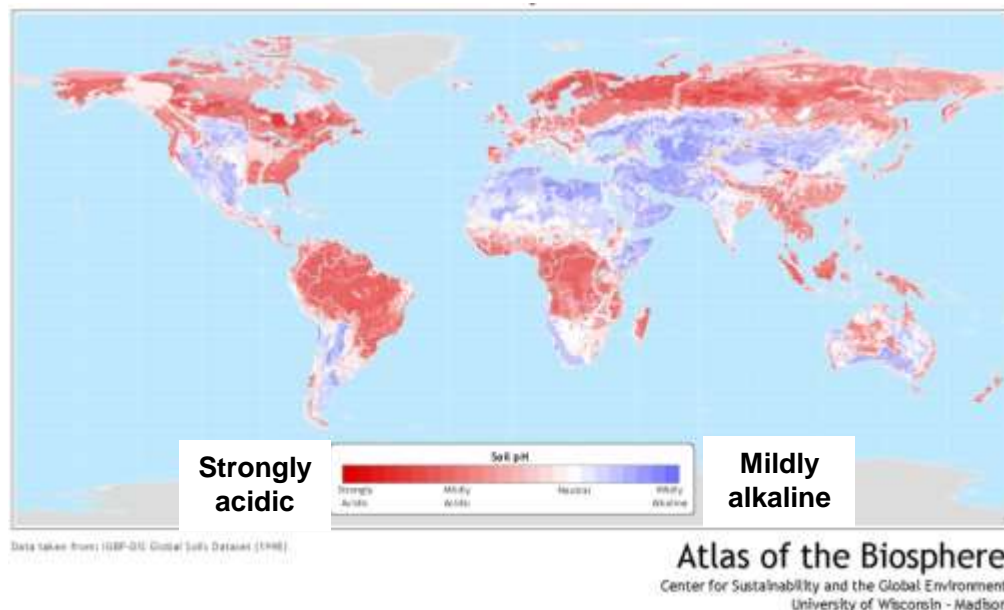 Strongly
acidic
Soil pH
Strongly
Acidic
Mildly
Acidic
Neutral
Mildly
Alkaline
Mildly
alkaline
Data taken from: IGBP-DIS Global Soils Dataset (1998)
Atlas of the Biosphere
Center for Sustainability and the Global Environment
University of Wisconsin - Madison